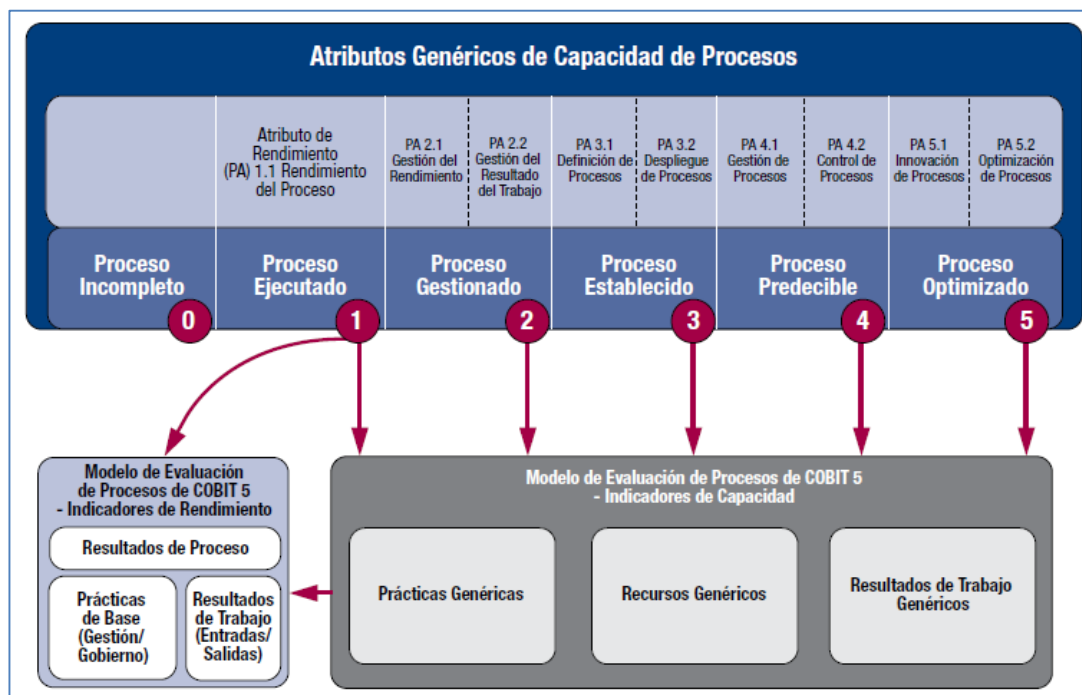 Atributos Genéricos de Capacidad de Procesos
Atributo de
Rendimiento
(PA) 1.1 Rendimiento
del Proceso
PA 2.1
Gestión del
Rendimiento
PA 2.2
Gestión del
Resultado
del Trabajo
PA 3.1
Definición de
Procesos
PA 3.2
Despliegue
de Procesos
PA 4.1
Gestión de
Procesos
PA 4.2
Control de
Procesos
PA 5.1
Innovación
de Procesos
PA 5.2
Optimización
de Procesos
Proceso
Incompleto
0
Proceso
Ejecutado
1
Proceso
Gestionado
2
Proceso
Establecido
3
Proceso
Predecible
4
Proceso
Optimizado
5
Modelo de Evaluación
de Procesos de COBIT 5
- Indicadores de Rendimiento
Resultados de Proceso
Prácticas
de Base
(Gestión/
Gobierno)
Resultados
de Trabajo
(Entradas/
Salidas)
Modelo de Evaluación de Procesos de COBIT 5
- Indicadores de Capacidad
Prácticas Genéricas
Recursos Genéricos
Resultados de Trabajo
Genéricos